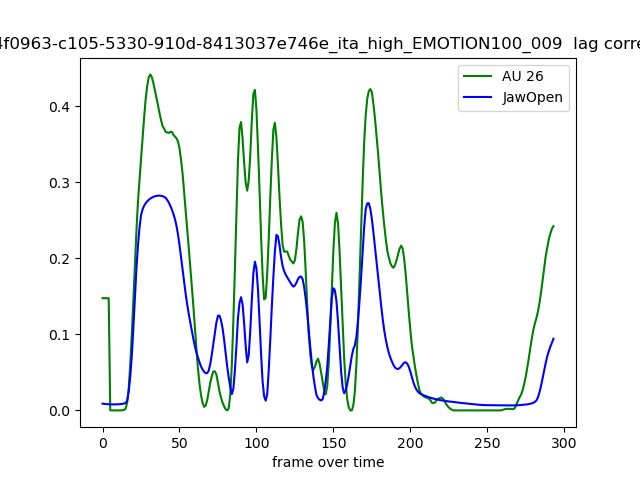 4f0963-c105-5330-910d-8413037e746e_ita_high_EMOTION100_009 lag corre
AU 26
JawOpen
0.4
0.3
0.2
0.1
0.0
0 50 100 150 200 250 300
frame over time